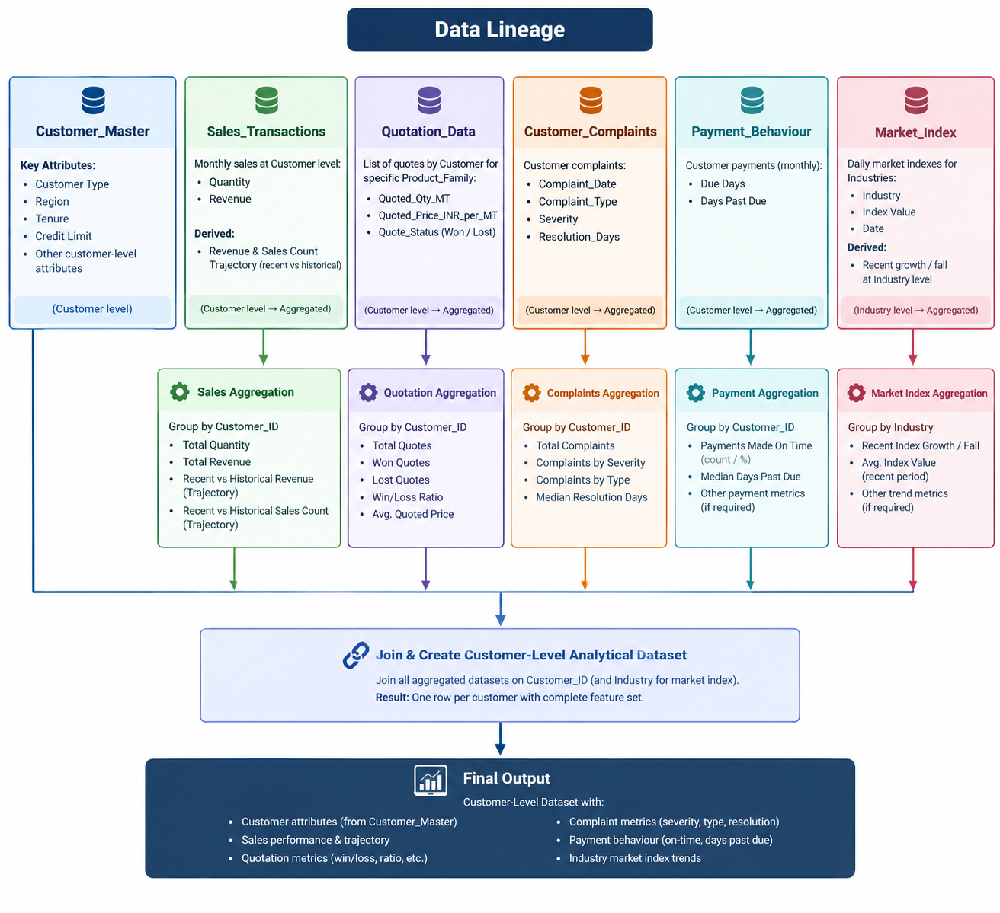 Data Lineage
Customer_Master
Key Attributes:
• Customer Type
• Region
• Tenure
• Credit Limit
• Other customer-level
attributes
(Customer level)
Sales_Transactions
Monthly sales at Customer level:
• Quantity
• Revenue
Derived:
• Revenue & Sales Count
Trajectory (recent vs historical)
(Customer level → Aggregated)
Quotation_Data
List of quotes by Customer for
specific Product_Family:
• Quoted_Qty_MT
• Quoted_Price_INR_per_MT
• Quote_Status (Won / Lost)
(Customer level → Aggregated)
Customer_Complaints
Customer complaints:
• Complaint_Date
• Complaint_Type
• Severity
• Resolution_Days
(Customer level → Aggregated)
Payment_Behaviour
Customer payments (monthly):
• Due Days
• Days Past Due
(Customer level → Aggregated)
Market_Index
Daily market indexes for
Industries:
• Industry
• Index Value
• Date
Derived:
• Recent growth / fall
at Industry level
(Industry level → Aggregated)
Sales Aggregation
Group by Customer_ID
• Total Quantity
• Total Revenue
• Recent vs Historical Revenue
(Trajectory)
• Recent vs Historical Sales Count
(Trajectory)
Quotation Aggregation
Group by Customer_ID
• Total Quotes
• Won Quotes
• Lost Quotes
• Win/Loss Ratio
• Avg. Quoted Price
Complaints Aggregation
Group by Customer_ID
• Total Complaints
• Complaints by Severity
• Complaints by Type
• Median Resolution Days
Payment Aggregation
Group by Customer_ID
• Payments Made On Time
(count / %)
• Median Days Past Due
• Other payment metrics
(if required)
Market Index Aggregation
Group by Industry
• Recent Index Growth / Fall
• Avg. Index Value
(recent period)
• Other trend metrics
(if required)
Join & Create Customer-Level Analytical Dataset
Join all aggregated datasets on Customer_ID (and Industry for market index).
Result: One row per customer with complete feature set.
Final Output
Customer-Level Dataset with:
• Customer attributes (from Customer_Master)
• Sales performance & trajectory
• Quotation metrics (win/loss, ratio, etc.)
• Complaint metrics (severity, type, resolution)
• Payment behaviour (on-time, days past due)
• Industry market index trends